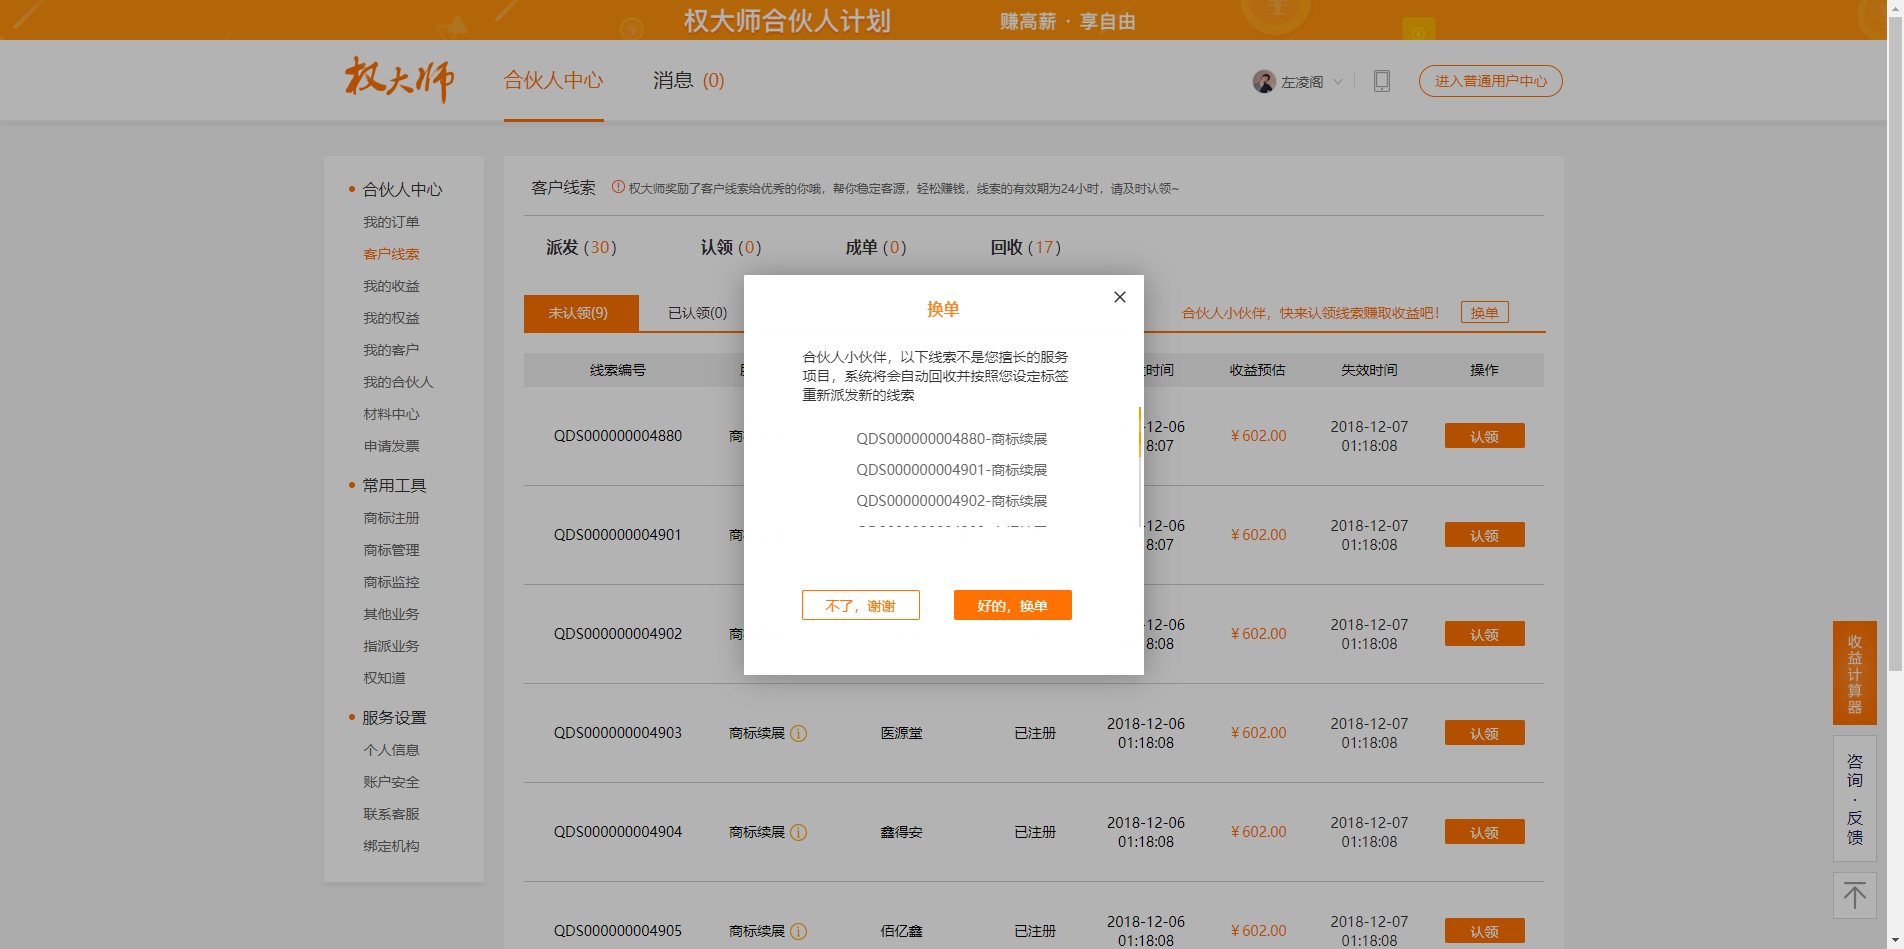 权大师合伙人计划 赚高薪 · 享自由
权大师 合伙人中心 消息 (0) 左凌阁 进入普通用户中心
合伙人中心
我的订单
客户线索
我的收益
我的权益
我的客户
我的合伙人
材料中心
申请发票
常用工具
商标注册
商标管理
商标监控
其他业务
指派业务
权知道
服务设置
个人信息
账户安全
联系客服
绑定机构
客户线索 权大师奖励了客户线索给优秀的你哦，帮你稳定客源，轻松赚钱，线索的有效期为24小时，请及时认领~
派发 (30) 认领 (0) 成单 (0) 回收 (17)
未认领(9) 已认领(0) 合伙人小伙伴，快来认领线索赚取收益吧！ 换单
线索编号 时间 收益预估 失效时间 操作
QDS000000004880 商 12-06 8:07 ¥602.00 2018-12-07 01:18:08 认领
QDS000000004901 商 12-06 8:07 ¥602.00 2018-12-07 01:18:08 认领
QDS000000004902 商 12-06 8:08 ¥602.00 2018-12-07 01:18:08 认领
QDS000000004903 商标续展 医源堂 已注册 2018-12-06 01:18:08 ¥602.00 2018-12-07 01:18:08 认领
QDS000000004904 商标续展 鑫得安 已注册 2018-12-06 01:18:08 ¥602.00 2018-12-07 01:18:08 认领
QDS000000004905 商标续展 佰亿鑫 已注册 2018-12-06 01:18:08 ¥602.00 2018-12-07 01:18:08 认领
换单
合伙人小伙伴，以下线索不是您擅长的服务
项目，系统将会自动回收并按照您设定标签
重新派发新的线索
QDS000000004880-商标续展
QDS000000004901-商标续展
QDS000000004902-商标续展
不了，谢谢 好的，换单
收益计算器
咨询·反馈